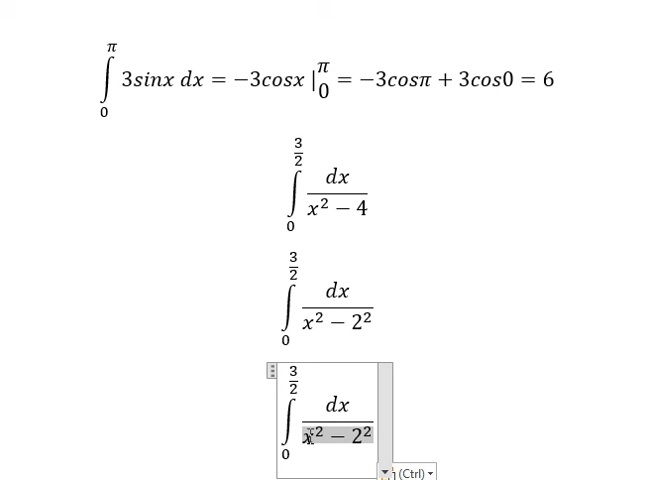 ∫₀^π 3sinx dx = −3cosx |₀^π = −3cosπ + 3cos0 = 6
∫₀^(3/2) dx/(x² − 4)
∫₀^(3/2) dx/(x² − 2²)
∫₀^(3/2) dx/(x² − 2²)
(Ctrl)